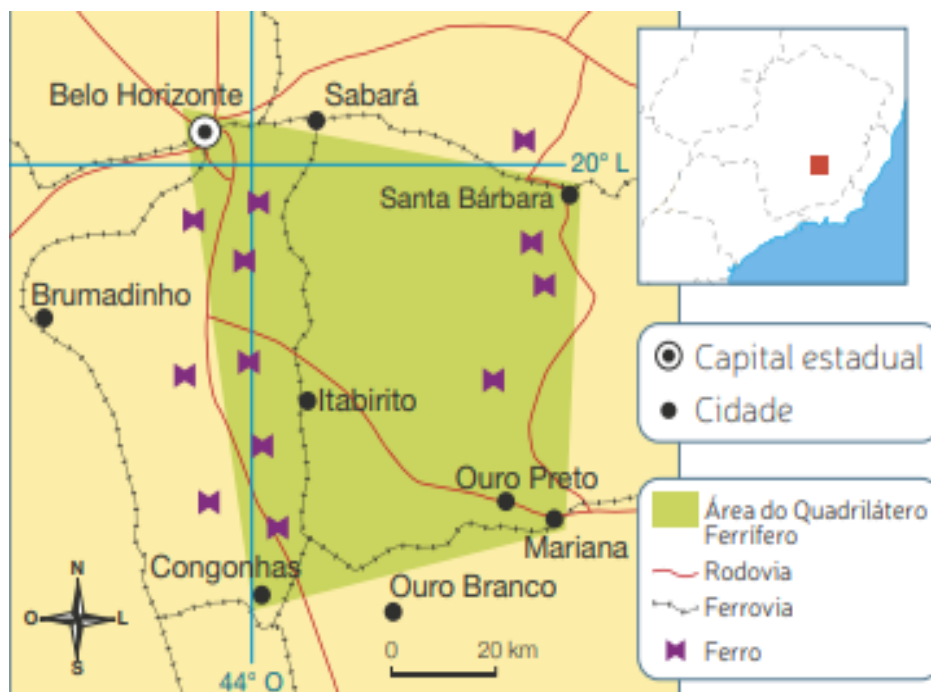 Belo Horizonte
Sabará
20° L
Santa Bárbara
Brumadinho
Itabirito
Ouro Preto
Mariana
Congonhas
Ouro Branco
N
O
L
S
0
20 km
44° O
Capital estadual
Cidade
Área do Quadrilátero
Ferrífero
Rodovia
Ferrovia
Ferro